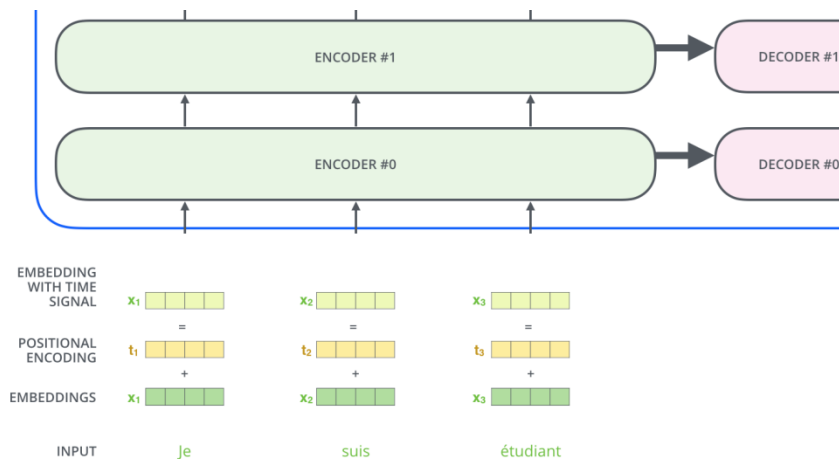 ENCODER #1
DECODER #1
ENCODER #0
DECODER #0
EMBEDDING
WITH TIME
SIGNAL
x₁ x₂ x₃
= = =
POSITIONAL
ENCODING
t₁ t₂ t₃
+ + +
EMBEDDINGS x₁ x₂ x₃
INPUT Je suis étudiant